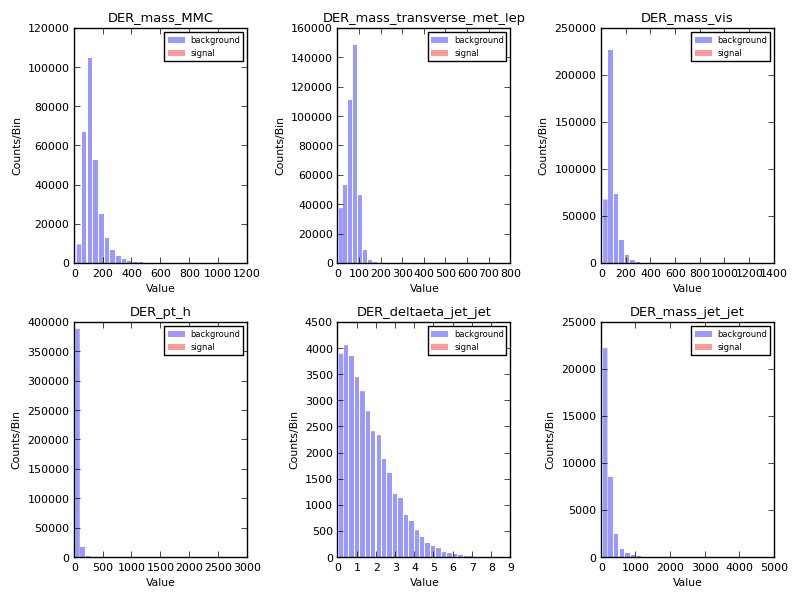 DER_mass_MMC
120000
100000
80000
60000
40000
20000
0
Counts/Bin
background
signal
0 200 400 600 800 1000 1200
Value
DER_mass_transverse_met_lep
160000
140000
120000
100000
80000
60000
40000
20000
0
Counts/Bin
background
signal
0 100 200 300 400 500 600 700 800
Value
DER_mass_vis
250000
200000
150000
100000
50000
0
Counts/Bin
background
signal
0 200 400 600 800 1000 1200 1400
Value
DER_pt_h
400000
350000
300000
250000
200000
150000
100000
50000
0
Counts/Bin
background
signal
0 500 1000 1500 2000 2500 3000
Value
DER_deltaeta_jet_jet
4500
4000
3500
3000
2500
2000
1500
1000
500
0
Counts/Bin
background
signal
0 1 2 3 4 5 6 7 8 9
Value
DER_mass_jet_jet
25000
20000
15000
10000
5000
0
Counts/Bin
background
signal
0 1000 2000 3000 4000 5000
Value